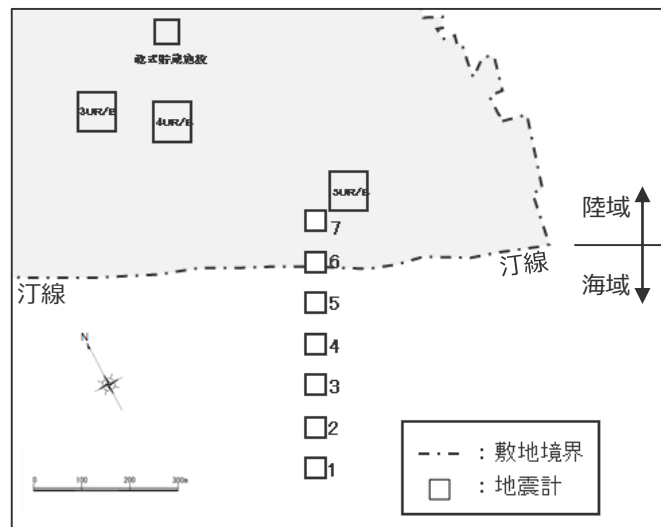 乾式貯蔵施設
3UR/B
4UR/B
5UR/B
7
6
陸域
汀線
汀線
海域
5
4
N
3
2
1
0 100 200 300m
：敷地境界
：地震計